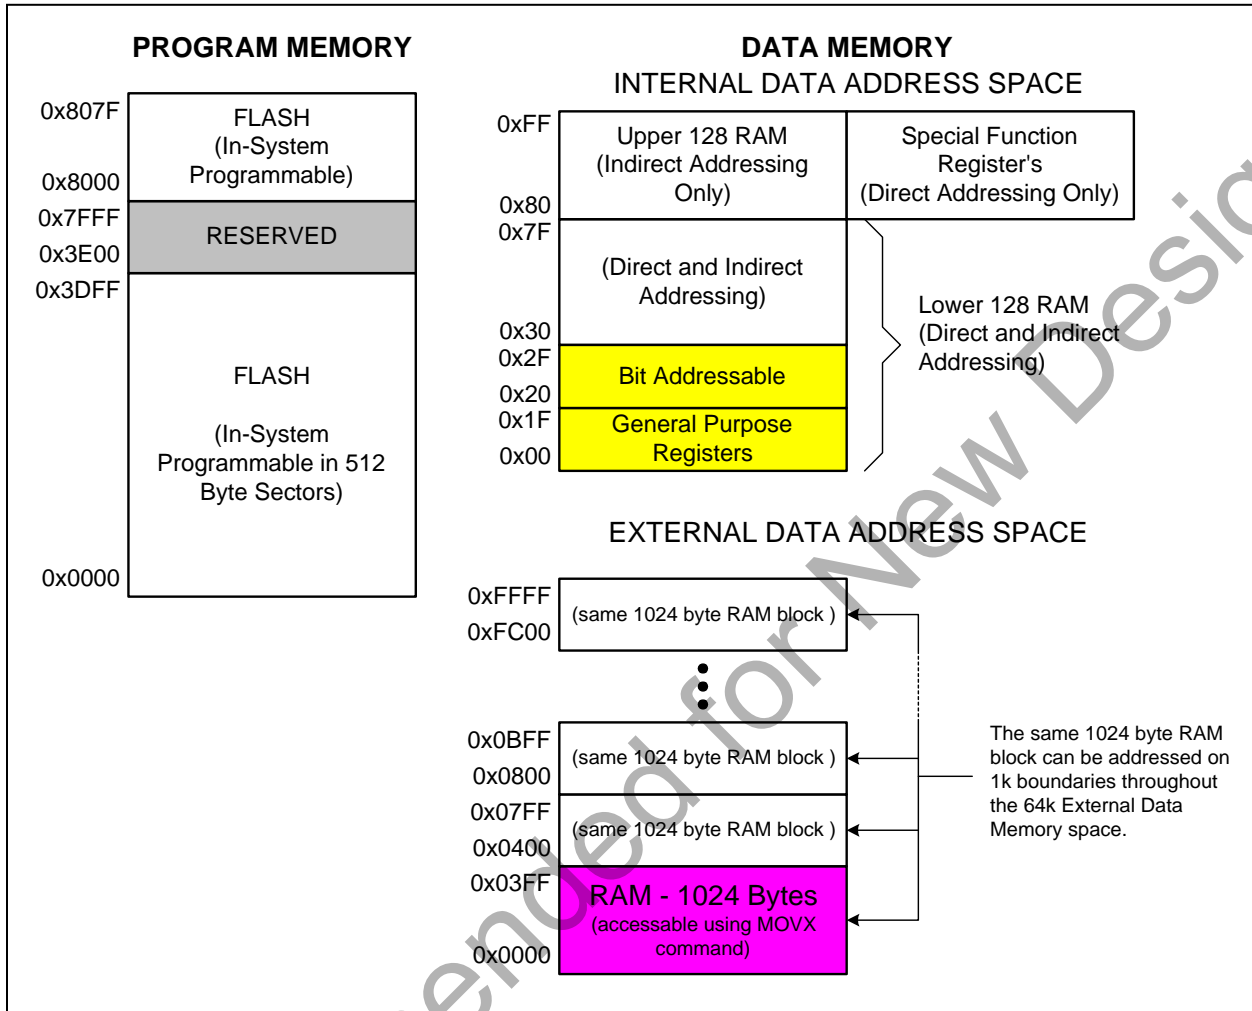 PROGRAM MEMORY
0x807F
FLASH
(In-System
Programmable)
0x8000
0x7FFF
RESERVED
0x3E00
0x3DFF
FLASH
(In-System
Programmable in 512
Byte Sectors)
0x0000
DATA MEMORY
INTERNAL DATA ADDRESS SPACE
0xFF
Upper 128 RAM
(Indirect Addressing
Only)
0x80
Special Function
Register's
(Direct Addressing Only)
0x7F
(Direct and Indirect
Addressing)
0x30
0x2F
Bit Addressable
0x20
0x1F
General Purpose
Registers
0x00
Lower 128 RAM
(Direct and Indirect
Addressing)
EXTERNAL DATA ADDRESS SPACE
0xFFFF
(same 1024 byte RAM block )
0xFC00
0x0BFF
(same 1024 byte RAM block )
0x0800
0x07FF
(same 1024 byte RAM block )
0x0400
0x03FF
RAM - 1024 Bytes
(accessable using MOVX
command)
0x0000
The same 1024 byte RAM
block can be addressed on
1k boundaries throughout
the 64k External Data
Memory space.
ended for New Desig